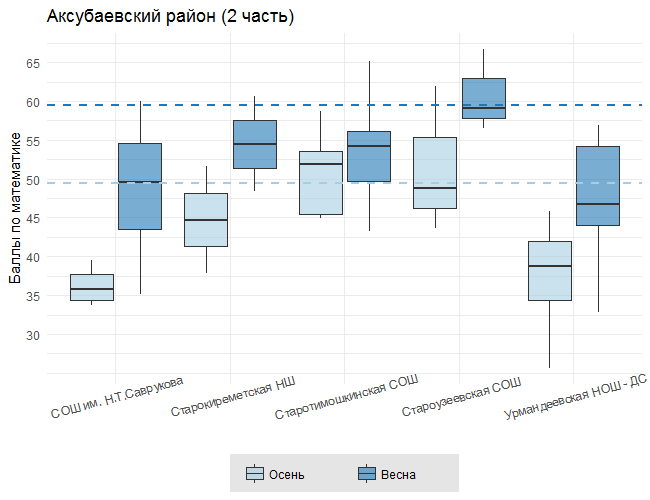 Аксубаевский район (2 часть)
Баллы по математике
65
60
55
50
45
40
35
30
СОШ им. Н.Т.Саврукова
Старокиреметская НШ
Старотимошкинская СОШ
Староузеевская СОШ
Урмандеевская НОШ - ДС
Осень
Весна